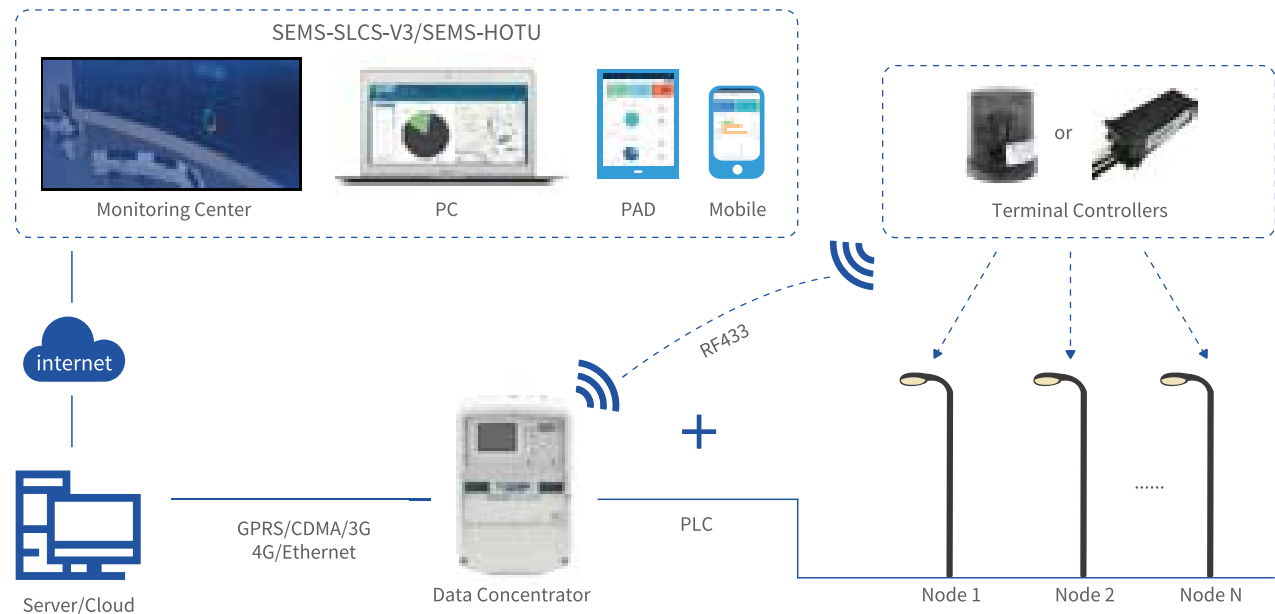 SEMS-SLCS-V3/SEMS-HOTU
Monitoring Center
PC
PAD
Mobile
or
Terminal Controllers
internet
RF433
+
GPRS/CDMA/3G
4G/Ethernet
PLC
......
Server/Cloud
Data Concentrator
Node 1
Node 2
Node N